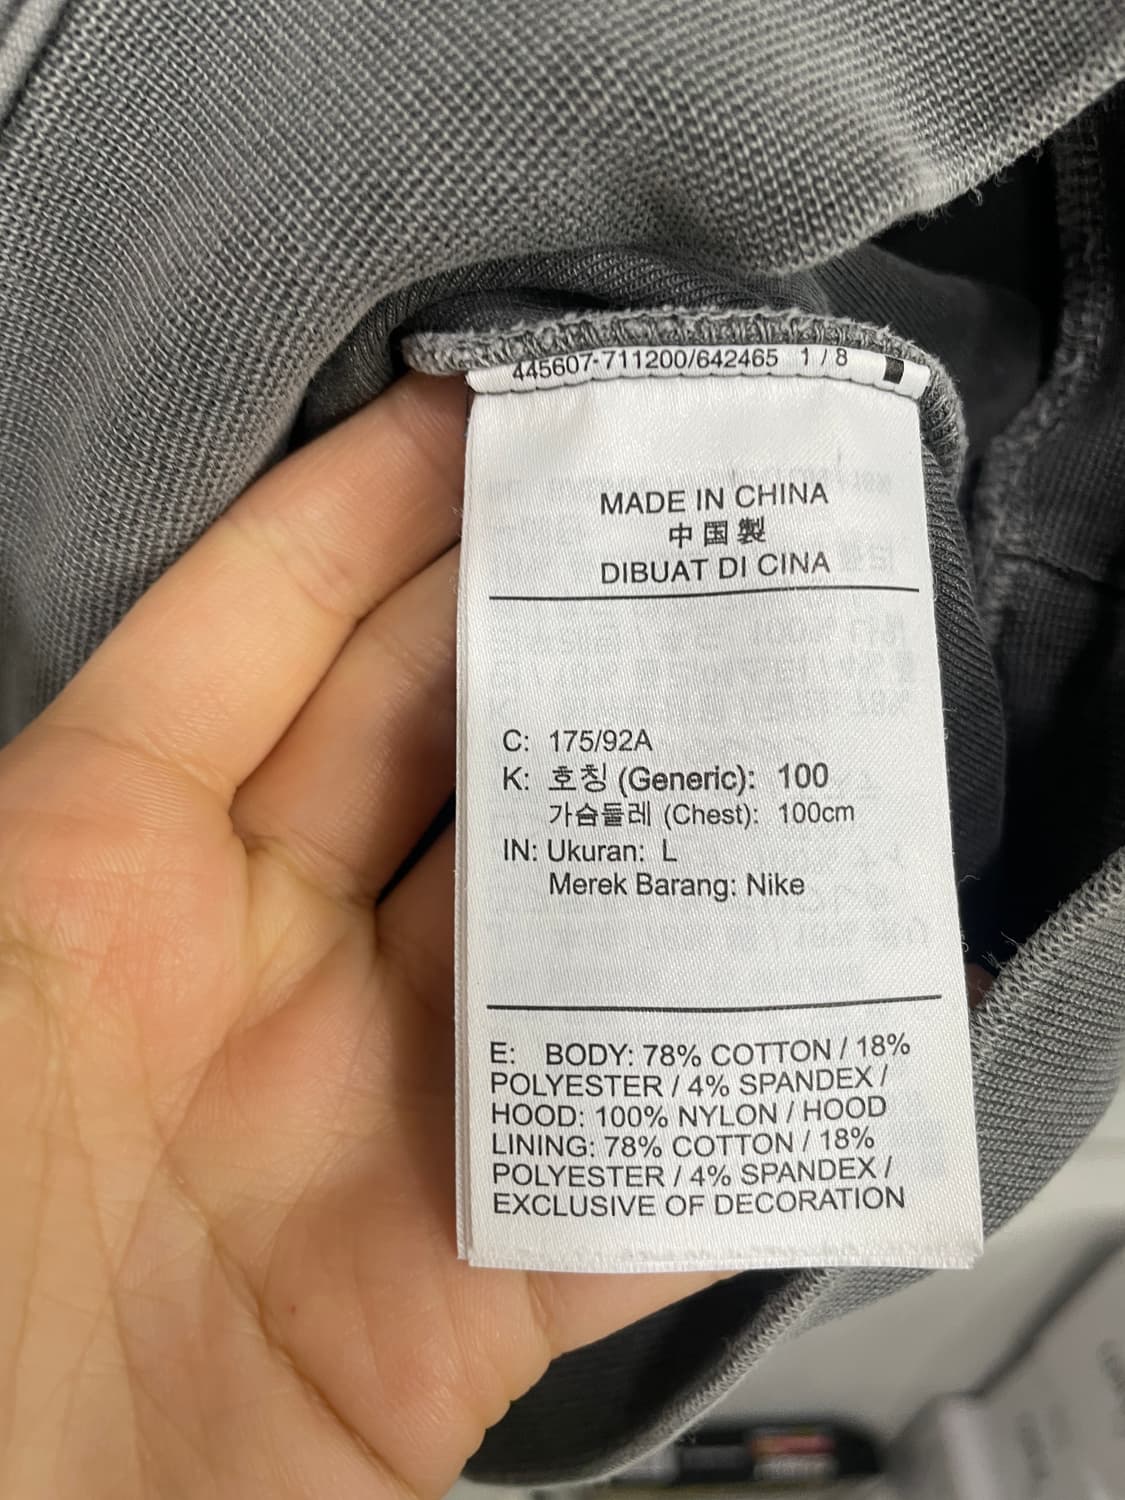 445607-711200/642465 1 / 8
MADE IN CHINA
中国製
DIBUAT DI CINA
C: 175/92A
K: 호칭 (Generic): 100
가슴둘레 (Chest): 100cm
IN: Ukuran: L
Merek Barang: Nike
E: BODY: 78% COTTON / 18%
POLYESTER / 4% SPANDEX /
HOOD: 100% NYLON / HOOD
LINING: 78% COTTON / 18%
POLYESTER / 4% SPANDEX /
EXCLUSIVE OF DECORATION